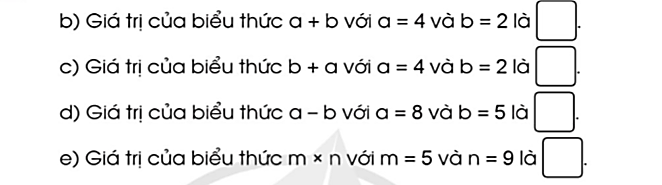 b) Giá trị của biểu thức a + b với a = 4 và b = 2 là .
c) Giá trị của biểu thức b + a với a = 4 và b = 2 là .
d) Giá trị của biểu thức a – b với a = 8 và b = 5 là .
e) Giá trị của biểu thức m × n với m = 5 và n = 9 là .